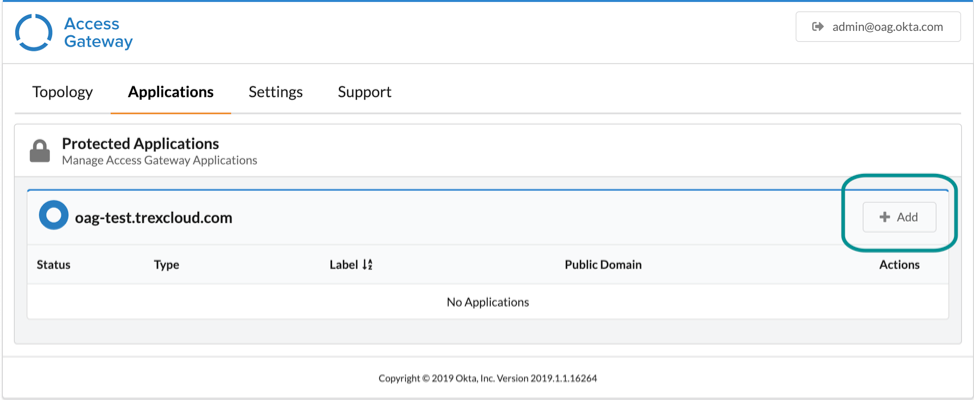 Access
Gateway
admin@oag.okta.com
Topology Applications Settings Support
Protected Applications
Manage Access Gateway Applications
oag-test.trexcloud.com
Add
Status Type Label Public Domain Actions
No Applications
Copyright © 2019 Okta, Inc. Version 2019.1.1.16264